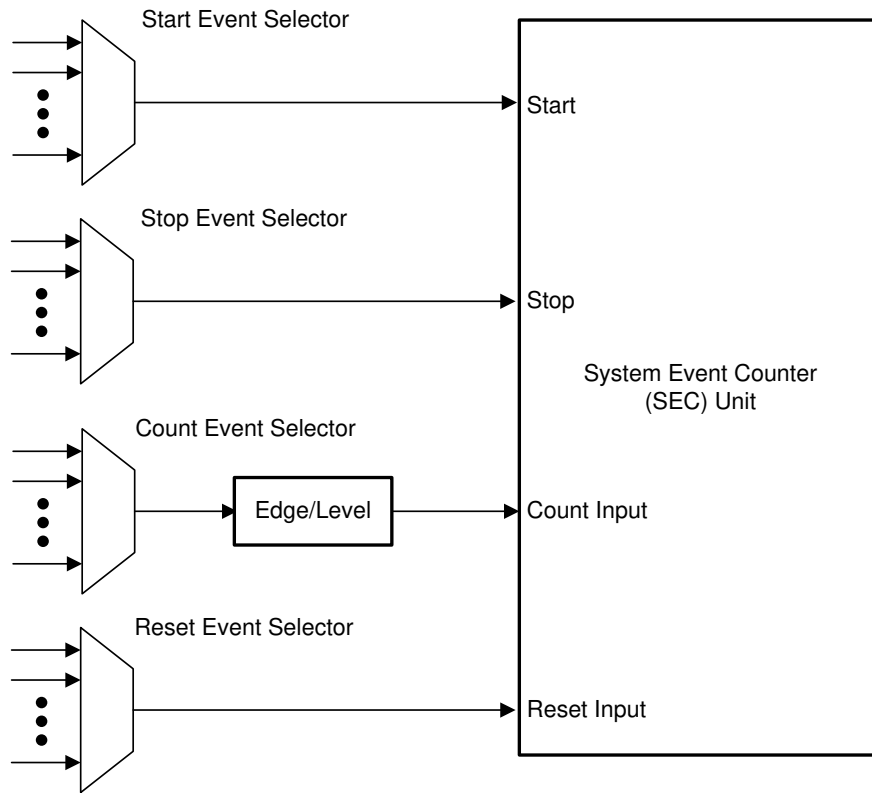 Start Event Selector
Start
Stop Event Selector
Stop
System Event Counter
(SEC) Unit
Count Event Selector
Edge/Level
Count Input
Reset Event Selector
Reset Input